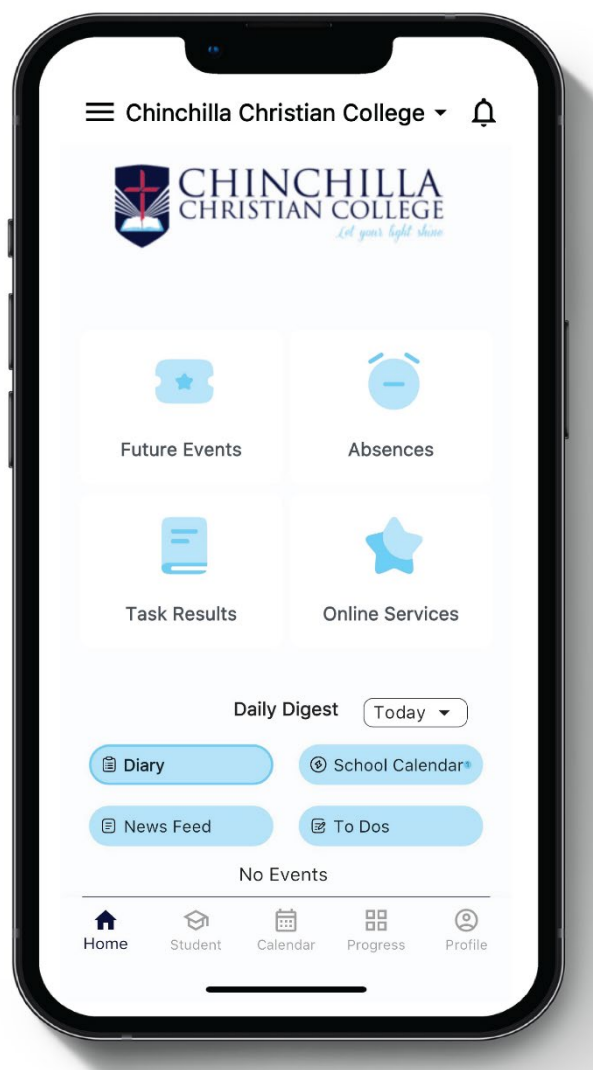 Chinchilla Christian College
CHINCHILLA
CHRISTIAN COLLEGE
Let your light shine
Future Events
Absences
Task Results
Online Services
Daily Digest
Today
Diary
School Calendar
News Feed
To Dos
No Events
Home
Student
Calendar
Progress
Profile